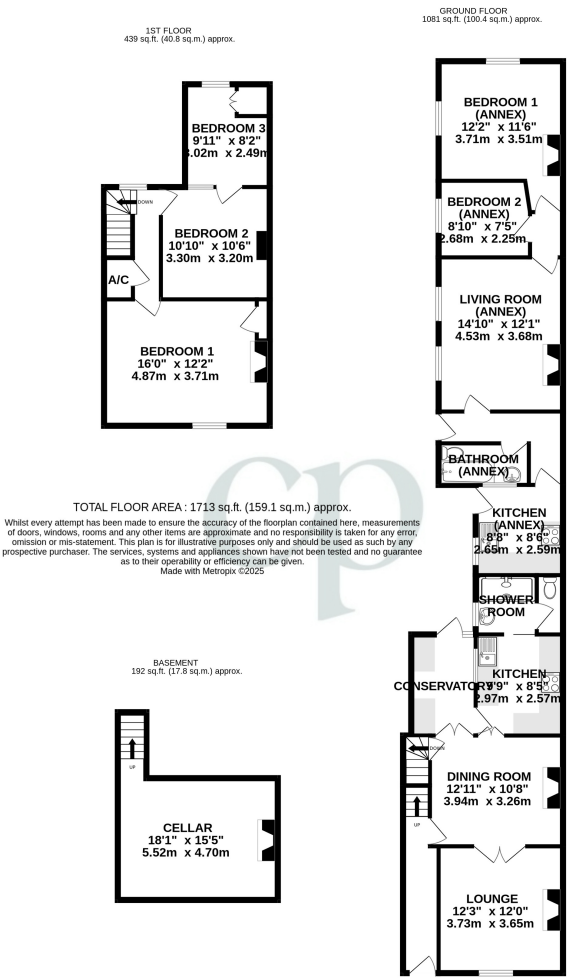 1ST FLOOR
439 sq.ft. (40.8 sq.m.) approx.
BEDROOM 3
9'11" x 8'2"
3.02m x 2.49m
DOWN
BEDROOM 2
10'10" x 10'6"
3.30m x 3.20m
A/C
BEDROOM 1
16'0" x 12'2"
4.87m x 3.71m
GROUND FLOOR
1081 sq.ft. (100.4 sq.m.) approx.
BEDROOM 1
(ANNEX)
12'2" x 11'6"
3.71m x 3.51m
BEDROOM 2
(ANNEX)
8'10" x 7'5"
2.68m x 2.25m
LIVING ROOM
(ANNEX)
14'10" x 12'1"
4.53m x 3.68m
BATHROOM
(ANNEX)
KITCHEN
(ANNEX)
8'8" x 8'6"
2.65m x 2.59m
SHOWER
ROOM
KITCHEN
9'9" x 8'5"
2.97m x 2.57m
CONSERVATORY
DOWN
DINING ROOM
12'11" x 10'8"
3.94m x 3.26m
UP
LOUNGE
12'3" x 12'0"
3.73m x 3.65m
cp
TOTAL FLOOR AREA : 1713 sq.ft. (159.1 sq.m.) approx.
Whilst every attempt has been made to ensure the accuracy of the floorplan contained here, measurements
of doors, windows, rooms and any other items are approximate and no responsibility is taken for any error,
omission or mis-statement. This plan is for illustrative purposes only and should be used as such by any
prospective purchaser. The services, systems and appliances shown have not been tested and no guarantee
as to their operability or efficiency can be given.
Made with Metropix ©2025
BASEMENT
192 sq.ft. (17.8 sq.m.) approx.
UP
CELLAR
18'1" x 15'5"
5.52m x 4.70m